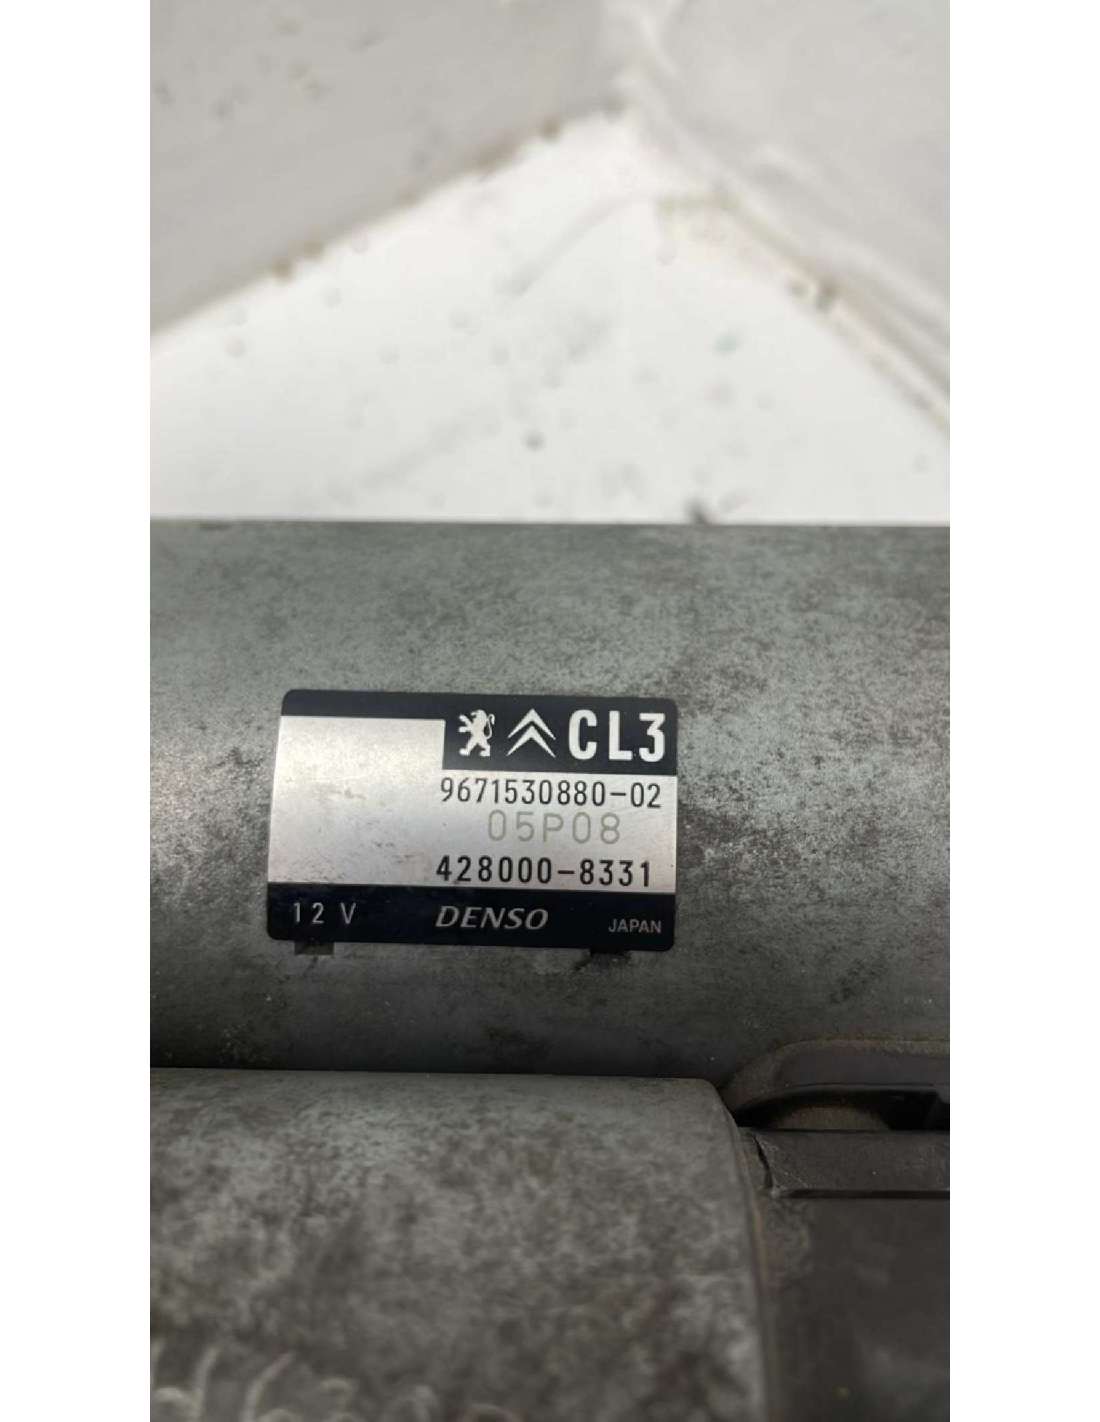 CL3
9671530880-02
05P08
428000-8331
12 V DENSO JAPAN